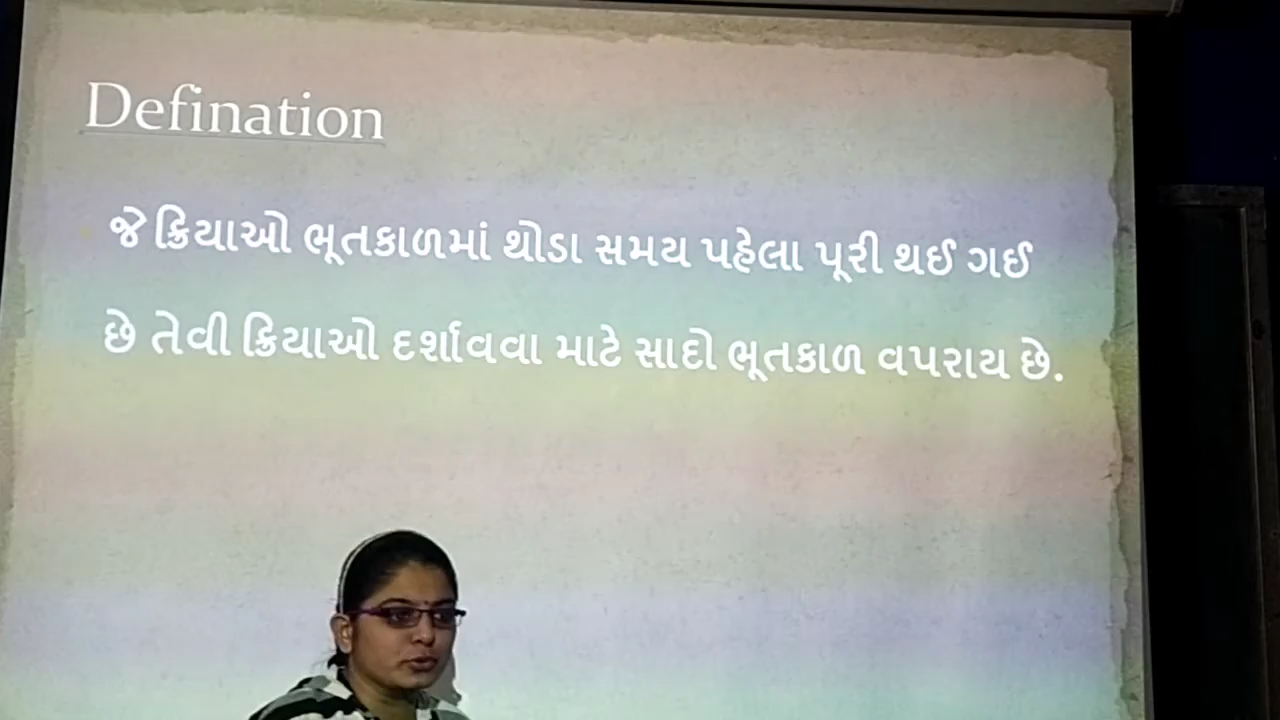 Defination
જે ક્રિયાઓ ભૂતકાળમાં થોડા સમય પહેલા પૂરી થઈ ગઈ
છે તેવી ક્રિયાઓ દર્શાવવા માટે સાદો ભૂતકાળ વપરાય છે.